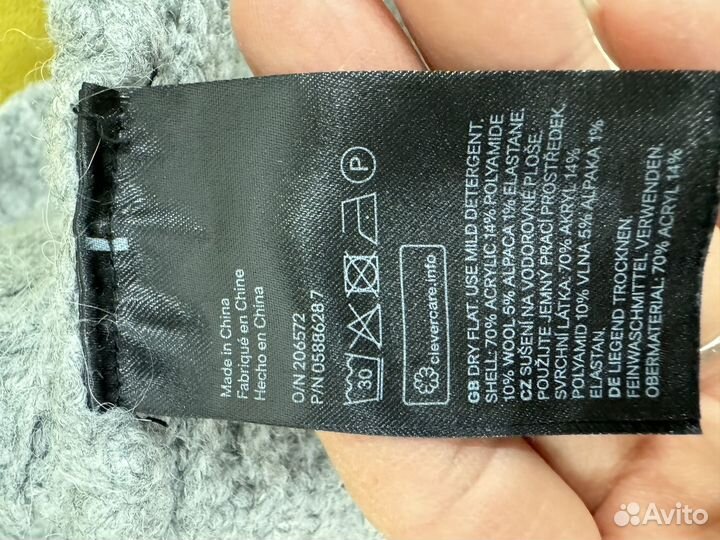 Made in China
Fabriqué en Chine
Hecho en China
O/N 206572
P/N 05886287
30
P
clevercare.info
GB DRY FLAT USE MILD DETERGENT.
SHELL: 70% ACRYLIC 14% POLYAMIDE
10% WOOL 5% ALPACA 1% ELASTANE.
CZ SUŠENÍ NA VODOROVNÉ PLOŠE.
POUŽIJTE JEMNÝ PRACÍ PROSTŘEDEK.
SVRCHNÍ LÁTKA: 70% AKRYL 14%
POLYAMID 10% VLNA 5% ALPAKA 1%
ELASTAN.
DE LIEGEND TROCKNEN.
FEINWASCHMITTEL VERWENDEN.
OBERMATERIAL: 70% ACRYL 14%
Avito